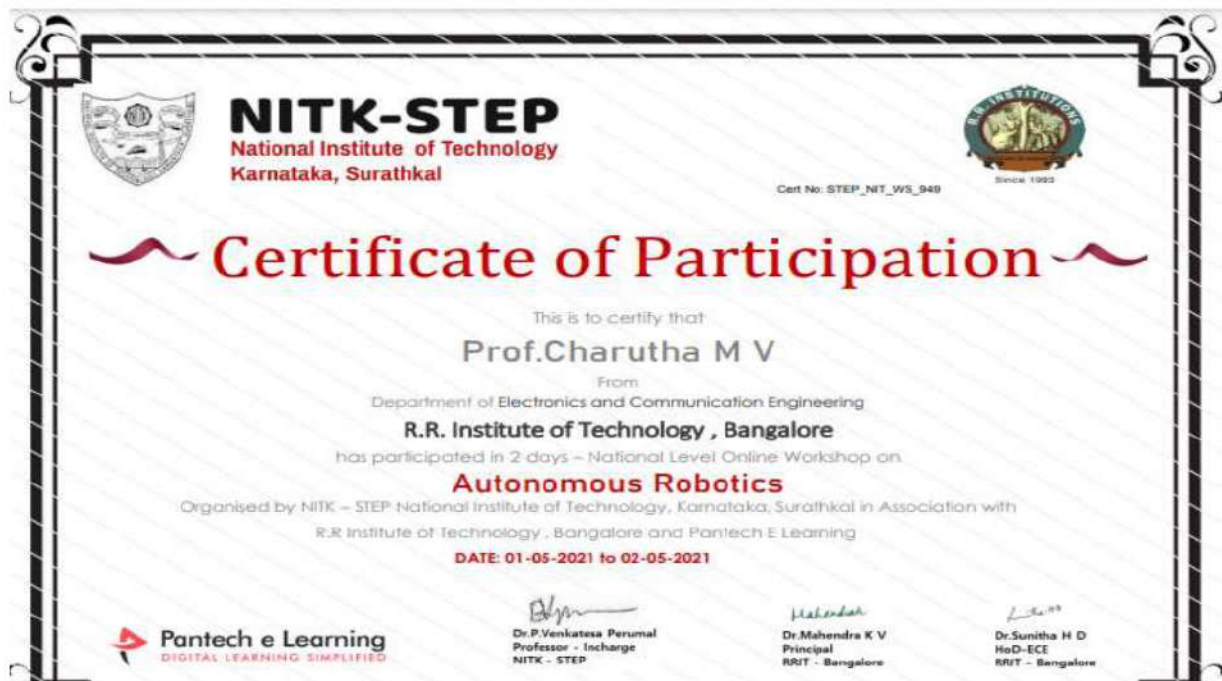 NITK-STEP
National Institute of Technology
Karnataka, Surathkal
R.R. INSTITUTIONS
Since 1993
Cert No: STEP_NIT_WS_949
Certificate of Participation
This is to certify that
Prof.Charutha M V
From
Department of Electronics and Communication Engineering
R.R. Institute of Technology , Bangalore
has participated in 2 days – National Level Online Workshop on
Autonomous Robotics
Organised by NITK – STEP National Institute of Technology, Karnataka, Surathkal in Association with
R.R Institute of Technology , Bangalore and Pantech E Learning
DATE: 01-05-2021 to 02-05-2021
Pantech e Learning
DIGITAL LEARNING SIMPLIFIED
Dr.P.Venkatesa Perumal
Professor - Incharge
NITK - STEP
Mahendra
Dr.Mahendra K V
Principal
RRIT - Bangalore
Dr.Sunitha H D
HoD-ECE
RRIT - Bangalore